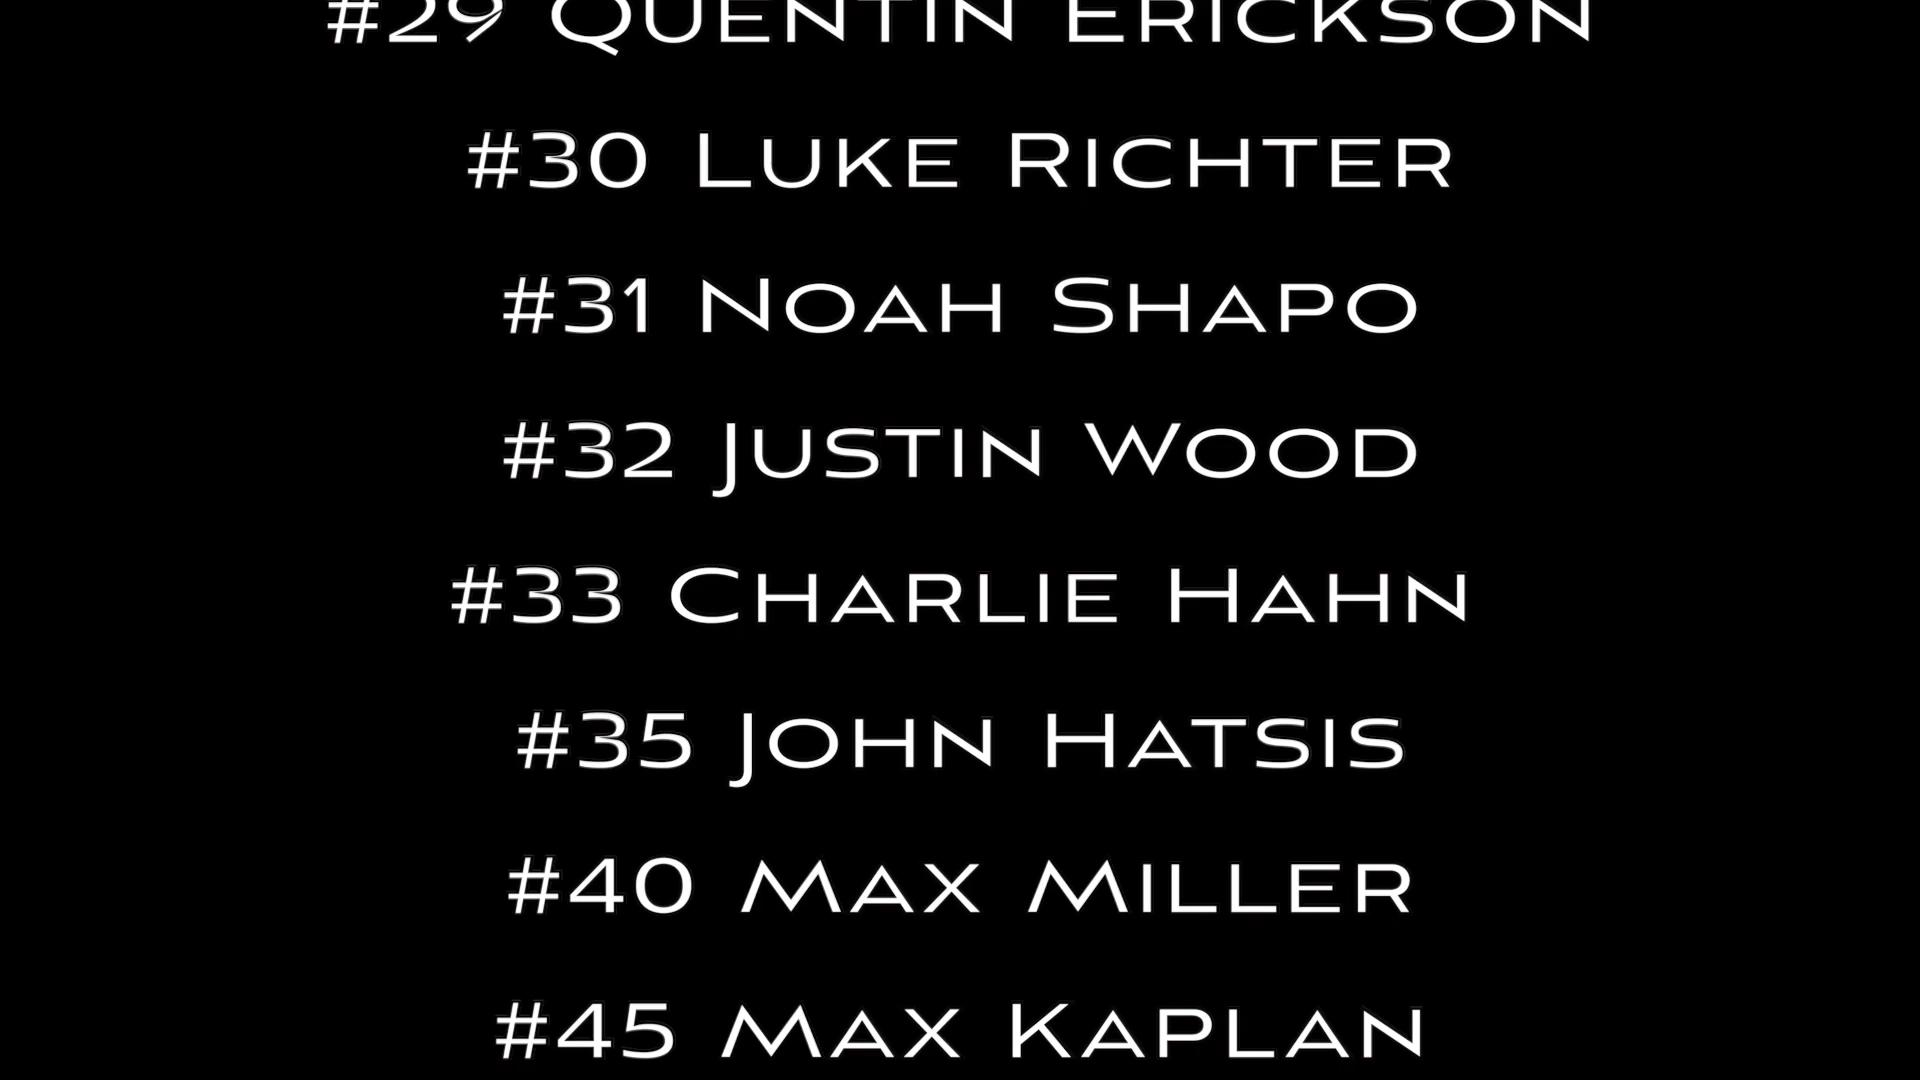 #29 Quentin Erickson
#30 Luke Richter
#31 Noah Shapo
#32 Justin Wood
#33 Charlie Hahn
#35 John Hatsis
#40 Max Miller
#45 Max Kaplan